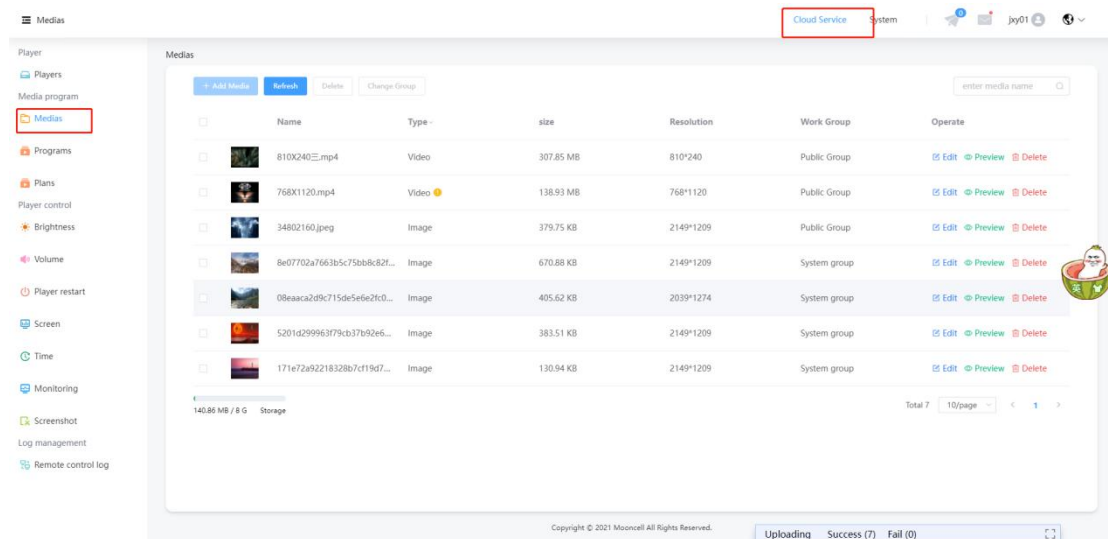 Medias
Cloud Service System 0 jxy01
Player
Players
Media program
Medias
Programs
Plans
Player control
Brightness
Volume
Player restart
Screen
Time
Monitoring
Screenshot
Log management
Remote control log
Medias
+ Add Media Refresh Delete Change Group enter media name
Name Type size Resolution Work Group Operate
810X240三.mp4 Video 307.85 MB 810*240 Public Group Edit Preview Delete
768X1120.mp4 Video 138.93 MB 768*1120 Public Group Edit Preview Delete
34802160.jpeg Image 379.75 KB 2149*1209 Public Group Edit Preview Delete
8e07702a7663b5c75bb8c82f... Image 670.88 KB 2149*1209 System group Edit Preview Delete
08eaaca2d9c715de5e6e2fc0... Image 405.62 KB 2039*1274 System group Edit Preview Delete
5201d299963f79cb37b92e6... Image 383.51 KB 2149*1209 System group Edit Preview Delete
171e72a92218328b7cf19d7... Image 130.94 KB 2149*1209 System group Edit Preview Delete
140.86 MB / 8 G Storage
Total 7 10/page < 1 >
英
Copyright © 2021 Mooncell All Rights Reserved.
Uploading Success (7) Fail (0)